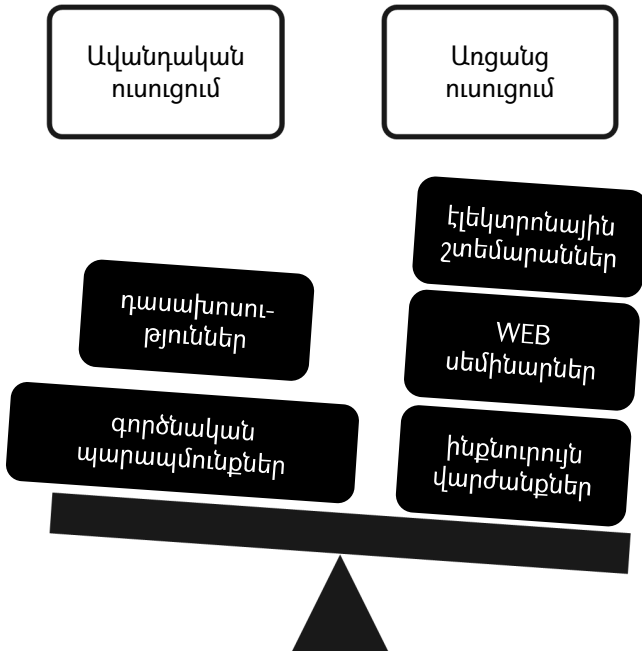 Ավանդական
ուսուցում
Առցանց
ուսուցում
էլեկտրոնային
շտեմարաններ
դասախոսու-
թյուններ
WEB
սեմինարներ
գործնական
պարապմունքներ
ինքնուրույն
վարժանքներ